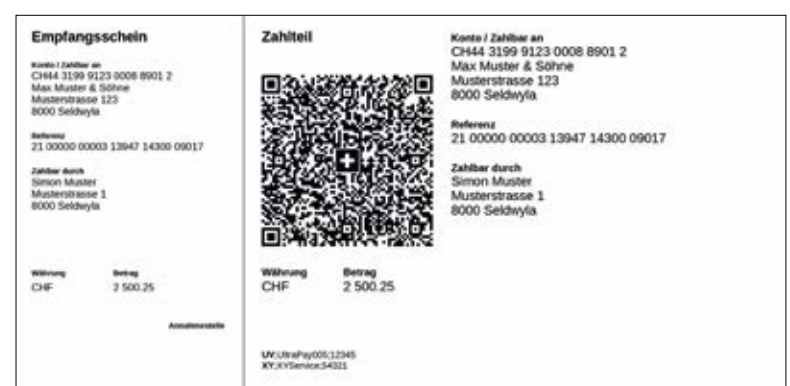 Empfangsschein
Konto / Zahlbar an
CH44 3199 9123 0008 8901 2
Max Muster & Söhne
Musterstrasse 123
8000 Seldwyla
Referenz
21 00000 00003 13947 14300 09017
Zahlbar durch
Simon Muster
Musterstrasse 1
8000 Seldwyla
Währung Betrag
CHF 2 500.25
Annahmestelle
Zahlteil
Währung Betrag
CHF 2 500.25
UV;UltraPay005;12345
XY;XYService;54321
Konto / Zahlbar an
CH44 3199 9123 0008 8901 2
Max Muster & Söhne
Musterstrasse 123
8000 Seldwyla
Referenz
21 00000 00003 13947 14300 09017
Zahlbar durch
Simon Muster
Musterstrasse 1
8000 Seldwyla